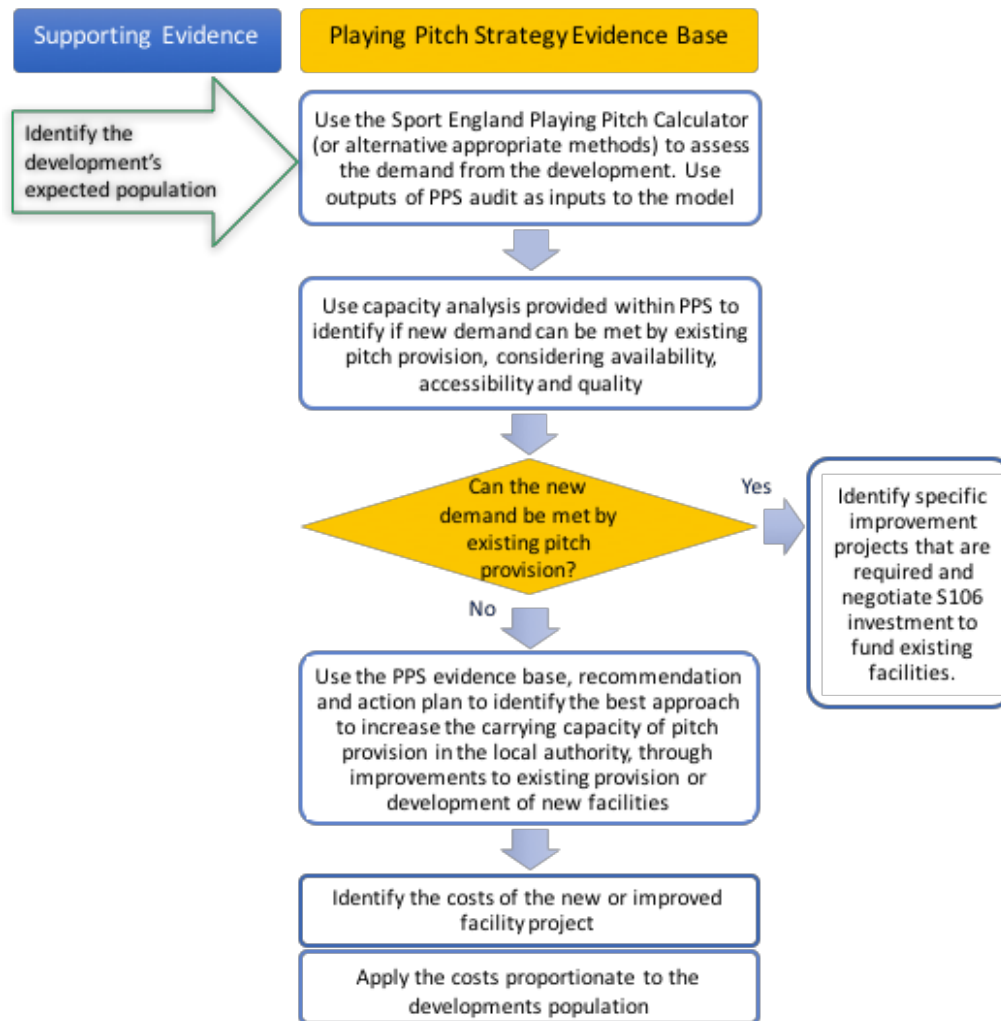 Supporting Evidence
Playing Pitch Strategy Evidence Base
Identify the
development's
expected population
Use the Sport England Playing Pitch Calculator
(or alternative appropriate methods) to assess
the demand from the development. Use
outputs of PPS audit as inputs to the model
Use capacity analysis provided within PPS to
identify if new demand can be met by existing
pitch provision, considering availability,
accessibility and quality
Can the new
demand be met by
existing pitch
provision?
Yes
Identify specific
improvement
projects that are
required and
negotiate S106
investment to
fund existing
facilities.
No
Use the PPS evidence base, recommendation
and action plan to identify the best approach
to increase the carrying capacity of pitch
provision in the local authority, through
improvements to existing provision or
development of new facilities
Identify the costs of the new or improved
facility project
Apply the costs proportionate to the
developments population